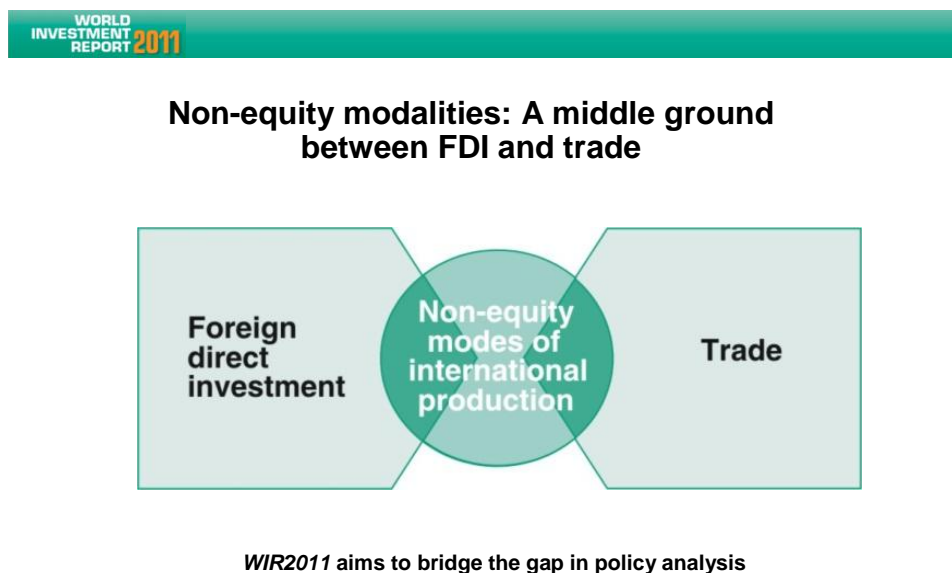 WORLD
INVESTMENT
REPORT 2011
Non-equity modalities: A middle ground
between FDI and trade
Foreign
direct
investment
Non-equity
modes of
international
production
Trade
WIR2011 aims to bridge the gap in policy analysis